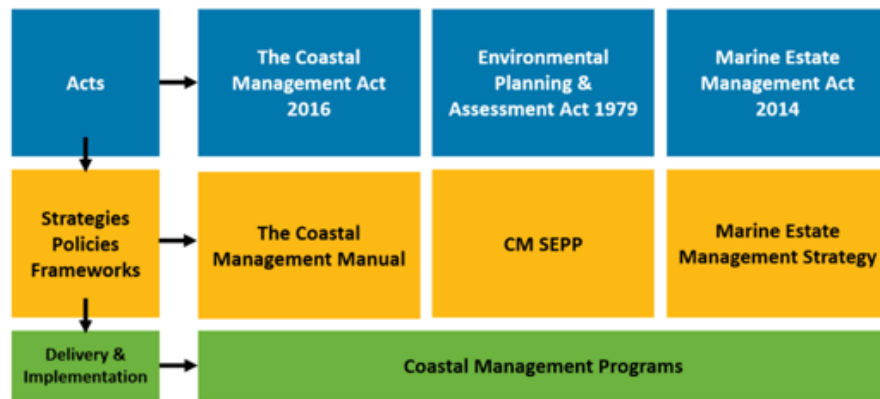 Acts
The Coastal
Management Act
2016
Environmental
Planning &
Assessment Act 1979
Marine Estate
Management Act
2014
Strategies
Policies
Frameworks
The Coastal
Management Manual
CM SEPP
Marine Estate
Management Strategy
Delivery &
Implementation
Coastal Management Programs